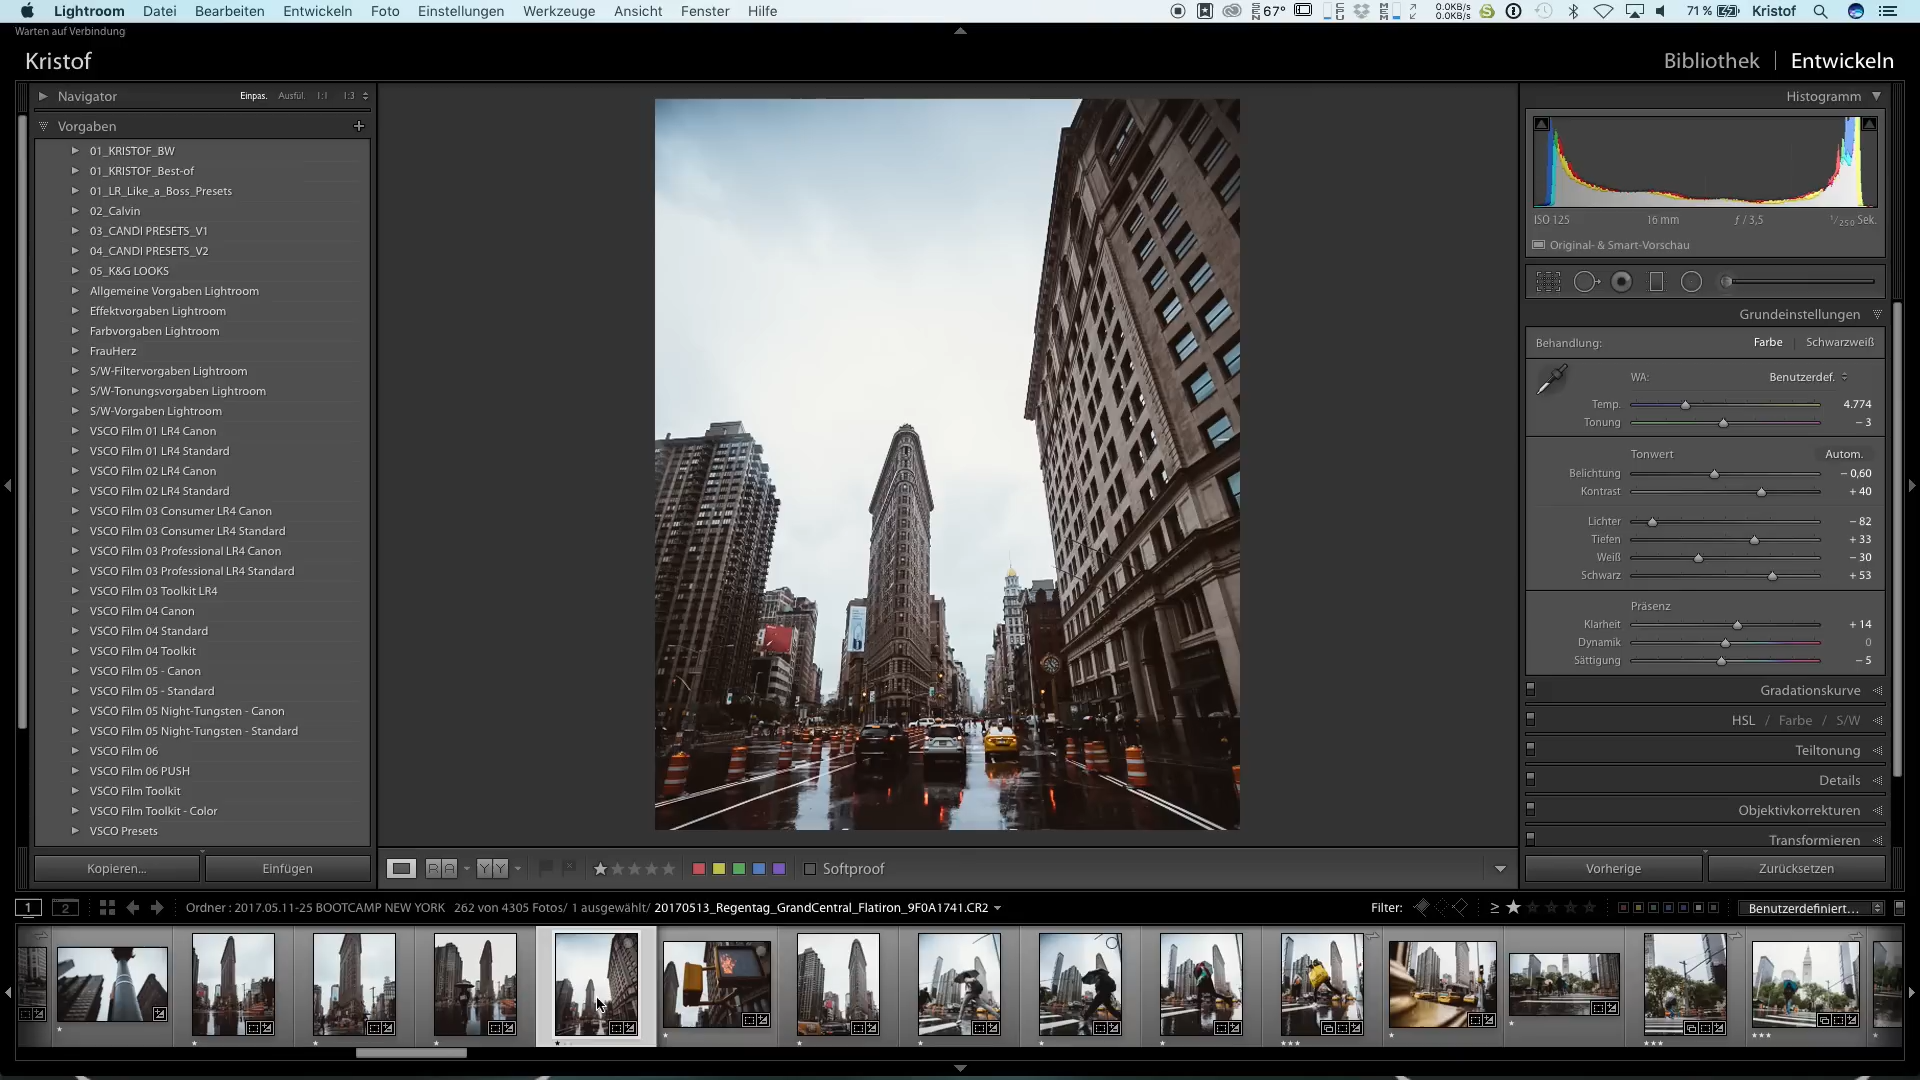 Lightroom Datei Bearbeiten Entwickeln Foto Einstellungen Werkzeuge Ansicht Fenster Hilfe 67° 0.0KB/s 0.0KB/s 71 % Kristof
Warten auf Verbindung
Kristof
Bibliothek | Entwickeln
Navigator Einpas. Ausfül. 1:1 1:3
Vorgaben +
01_KRISTOF_BW
01_KRISTOF_Best-of
01_LR_Like_a_Boss_Presets
02_Calvin
03_CANDI PRESETS_V1
04_CANDI PRESETS_V2
05_K&G LOOKS
Allgemeine Vorgaben Lightroom
Effektvorgaben Lightroom
Farbvorgaben Lightroom
FrauHerz
S/W-Filtervorgaben Lightroom
S/W-Tonungsvorgaben Lightroom
S/W-Vorgaben Lightroom
VSCO Film 01 LR4 Canon
VSCO Film 01 LR4 Standard
VSCO Film 02 LR4 Canon
VSCO Film 02 LR4 Standard
VSCO Film 03 Consumer LR4 Canon
VSCO Film 03 Consumer LR4 Standard
VSCO Film 03 Professional LR4 Canon
VSCO Film 03 Professional LR4 Standard
VSCO Film 03 Toolkit LR4
VSCO Film 04 Canon
VSCO Film 04 Standard
VSCO Film 04 Toolkit
VSCO Film 05 - Canon
VSCO Film 05 - Standard
VSCO Film 05 Night-Tungsten - Canon
VSCO Film 05 Night-Tungsten - Standard
VSCO Film 06
VSCO Film 06 PUSH
VSCO Film Toolkit
VSCO Film Toolkit - Color
VSCO Presets
Kopieren... Einfügen
Histogramm
ISO 125 16 mm ƒ / 3,5 1/250 Sek.
Original- & Smart-Vorschau
Grundeinstellungen
Behandlung: Farbe | Schwarzweiß
WA: Benutzerdef.
Temp. 4.774
Tonung − 3
Tonwert Autom.
Belichtung − 0,60
Kontrast + 40
Lichter − 82
Tiefen + 33
Weiß − 30
Schwarz + 53
Präsenz
Klarheit + 14
Dynamik 0
Sättigung − 5
Gradationskurve
HSL / Farbe / S/W
Teiltonung
Details
Objektivkorrekturen
Transformieren
Vorherige Zurücksetzen
R A Y Y Softproof
1 2 Ordner : 2017.05.11-25 BOOTCAMP NEW YORK 262 von 4305 Fotos/ 1 ausgewählt/ 20170513_Regentag_GrandCentral_Flatiron_9F0A1741.CR2 Filter: ≥ Benutzerdefiniert...